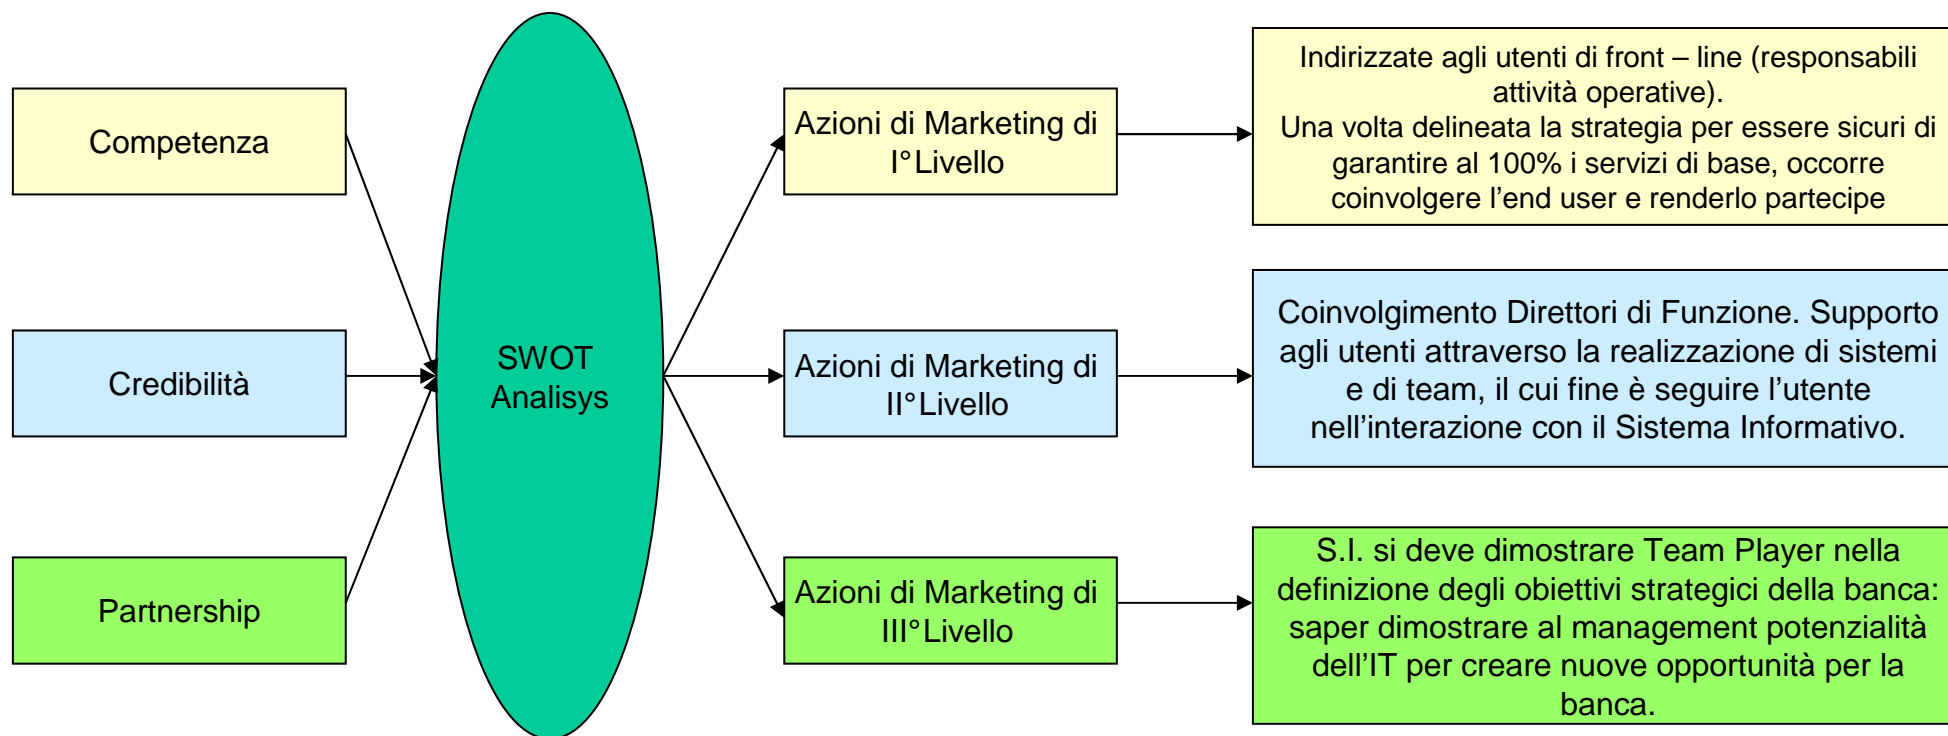 Competenza
Credibilità
Partnership
SWOT
Analisys
Azioni di Marketing di
I°Livello
Azioni di Marketing di
II°Livello
Azioni di Marketing di
III°Livello
Indirizzate agli utenti di front – line (responsabili
attività operative).
Una volta delineata la strategia per essere sicuri di
garantire al 100% i servizi di base, occorre
coinvolgere l’end user e renderlo partecipe
Coinvolgimento Direttori di Funzione. Supporto
agli utenti attraverso la realizzazione di sistemi
e di team, il cui fine è seguire l’utente
nell’interazione con il Sistema Informativo.
S.I. si deve dimostrare Team Player nella
definizione degli obiettivi strategici della banca:
saper dimostrare al management potenzialità
dell’IT per creare nuove opportunità per la
banca.